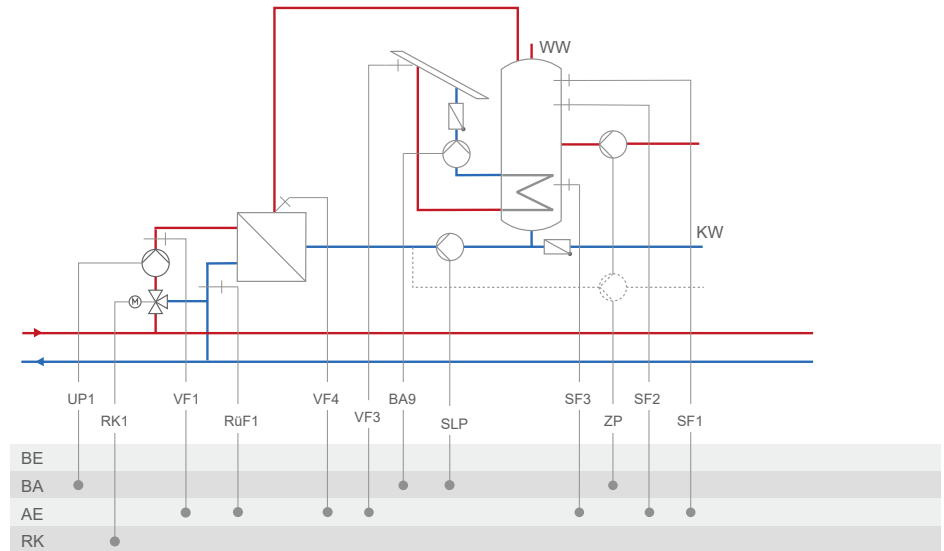 WW
KW
M
UP1 VF1 VF4 BA9 SF3 SF2
RK1 RüF1 VF3 SLP ZP SF1
BE
BA
AE
RK